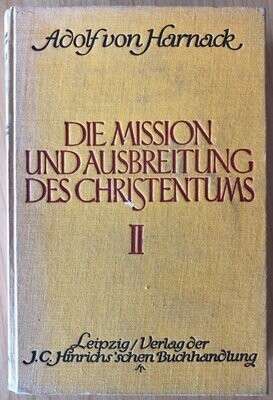 Adolf von Harnack
DIE MISSION
UND AUSBREITUNG
DES CHRISTENTUMS
II
Leipzig / Verlag der
J. C. Hinrichs'schen Buchhandlung